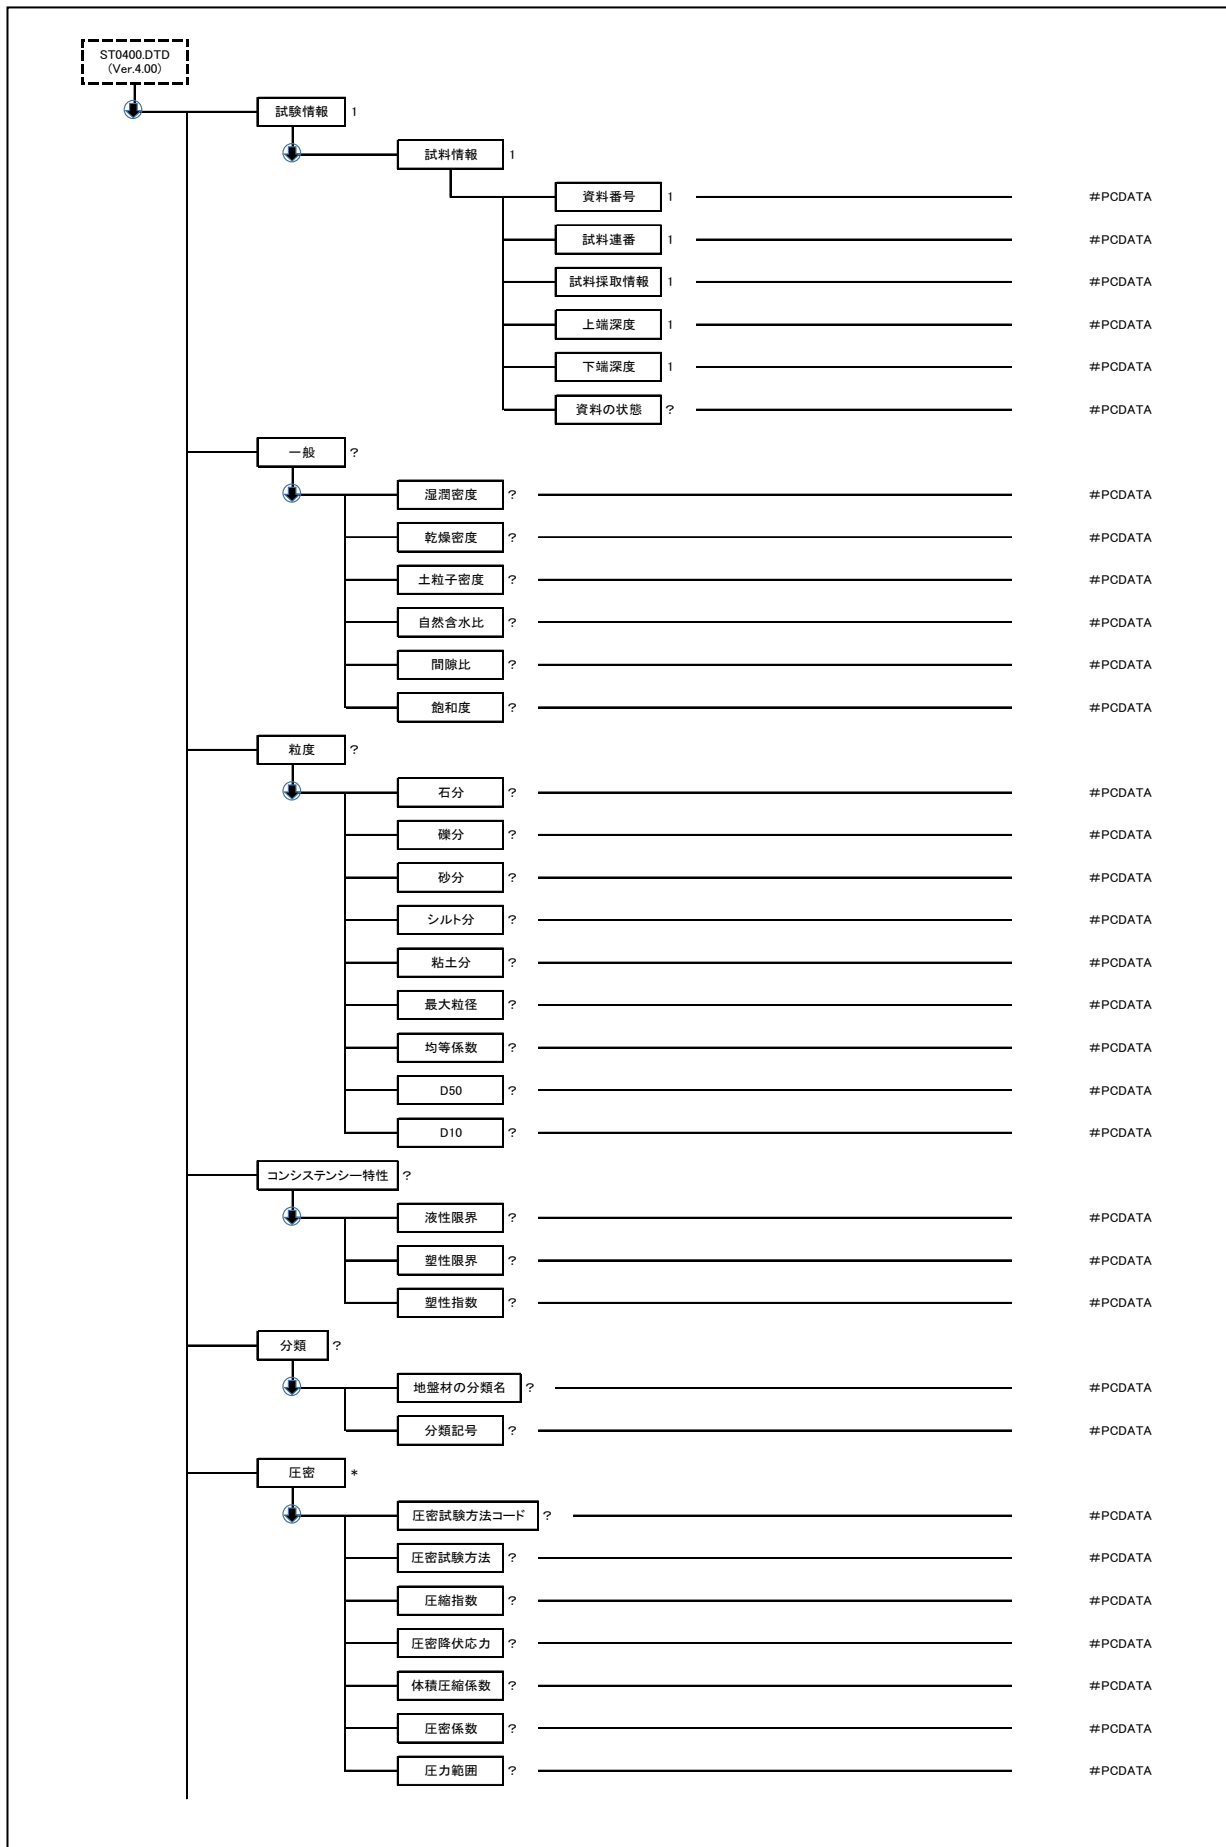 ST0400.DTD
(Ver.4.00)
試験情報 1
試料情報 1
資料番号 1 #PCDATA
試料連番 1 #PCDATA
試料採取情報 1 #PCDATA
上端深度 1 #PCDATA
下端深度 1 #PCDATA
資料の状態 ? #PCDATA
一般 ?
湿潤密度 ? #PCDATA
乾燥密度 ? #PCDATA
土粒子密度 ? #PCDATA
自然含水比 ? #PCDATA
間隙比 ? #PCDATA
飽和度 ? #PCDATA
粒度 ?
石分 ? #PCDATA
礫分 ? #PCDATA
砂分 ? #PCDATA
シルト分 ? #PCDATA
粘土分 ? #PCDATA
最大粒径 ? #PCDATA
均等係数 ? #PCDATA
D50 ? #PCDATA
D10 ? #PCDATA
コンシステンシー特性 ?
液性限界 ? #PCDATA
塑性限界 ? #PCDATA
塑性指数 ? #PCDATA
分類 ?
地盤材の分類名 ? #PCDATA
分類記号 ? #PCDATA
圧密 *
圧密試験方法コード ? #PCDATA
圧密試験方法 ? #PCDATA
圧縮指数 ? #PCDATA
圧密降伏応力 ? #PCDATA
体積圧縮係数 ? #PCDATA
圧密係数 ? #PCDATA
圧力範囲 ? #PCDATA